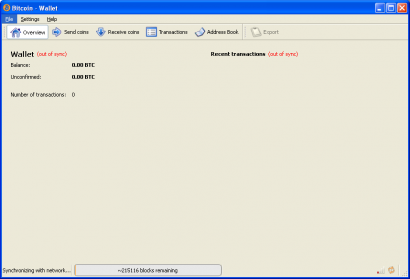 Bitcoin - Wallet
File Settings Help
Overview Send coins Receive coins Transactions Address Book Export
Wallet (out of sync) Recent transactions (out of sync)
Balance: 0.00 BTC
Unconfirmed: 0.00 BTC
Number of transactions: 0
Synchronizing with network... ~215116 blocks remaining